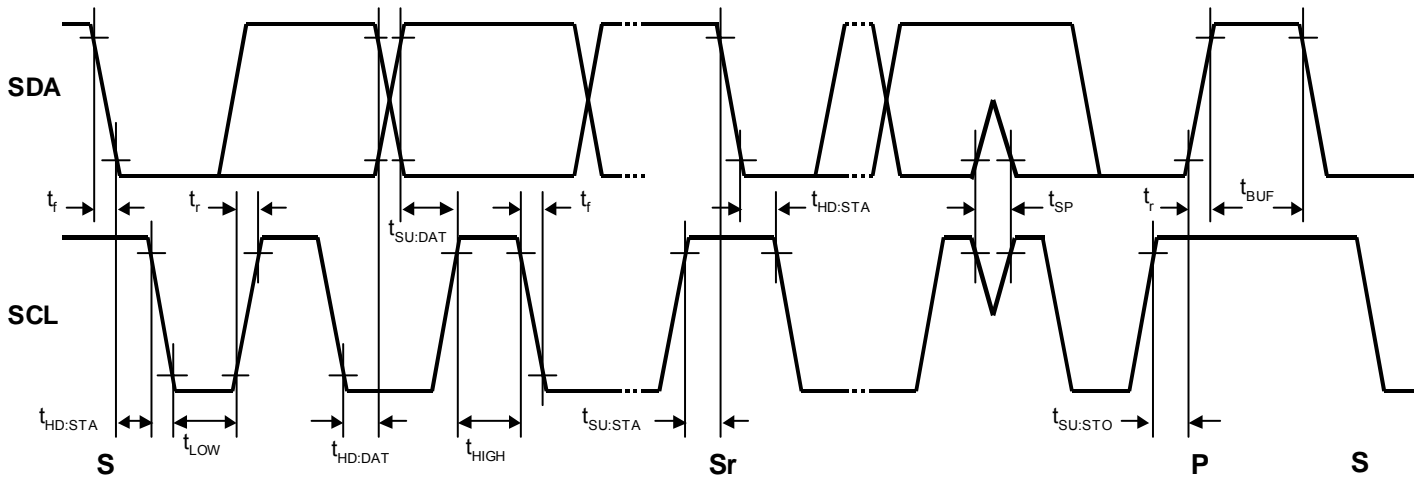 SDA
t_f
t_r
t_SU:DAT
t_f
t_HD:STA
t_SP
t_r
t_BUF
SCL
t_HD:STA
t_LOW
t_HD:DAT
t_HIGH
t_SU:STA
t_SU:STO
S
Sr
P
S